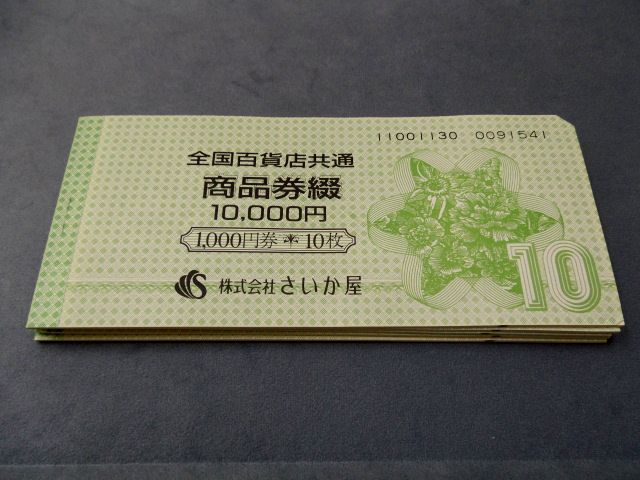 11001130 0091541
全国百貨店共通
商品券綴
10,000円
1,000円券*10枚
株式会社さいか屋
10